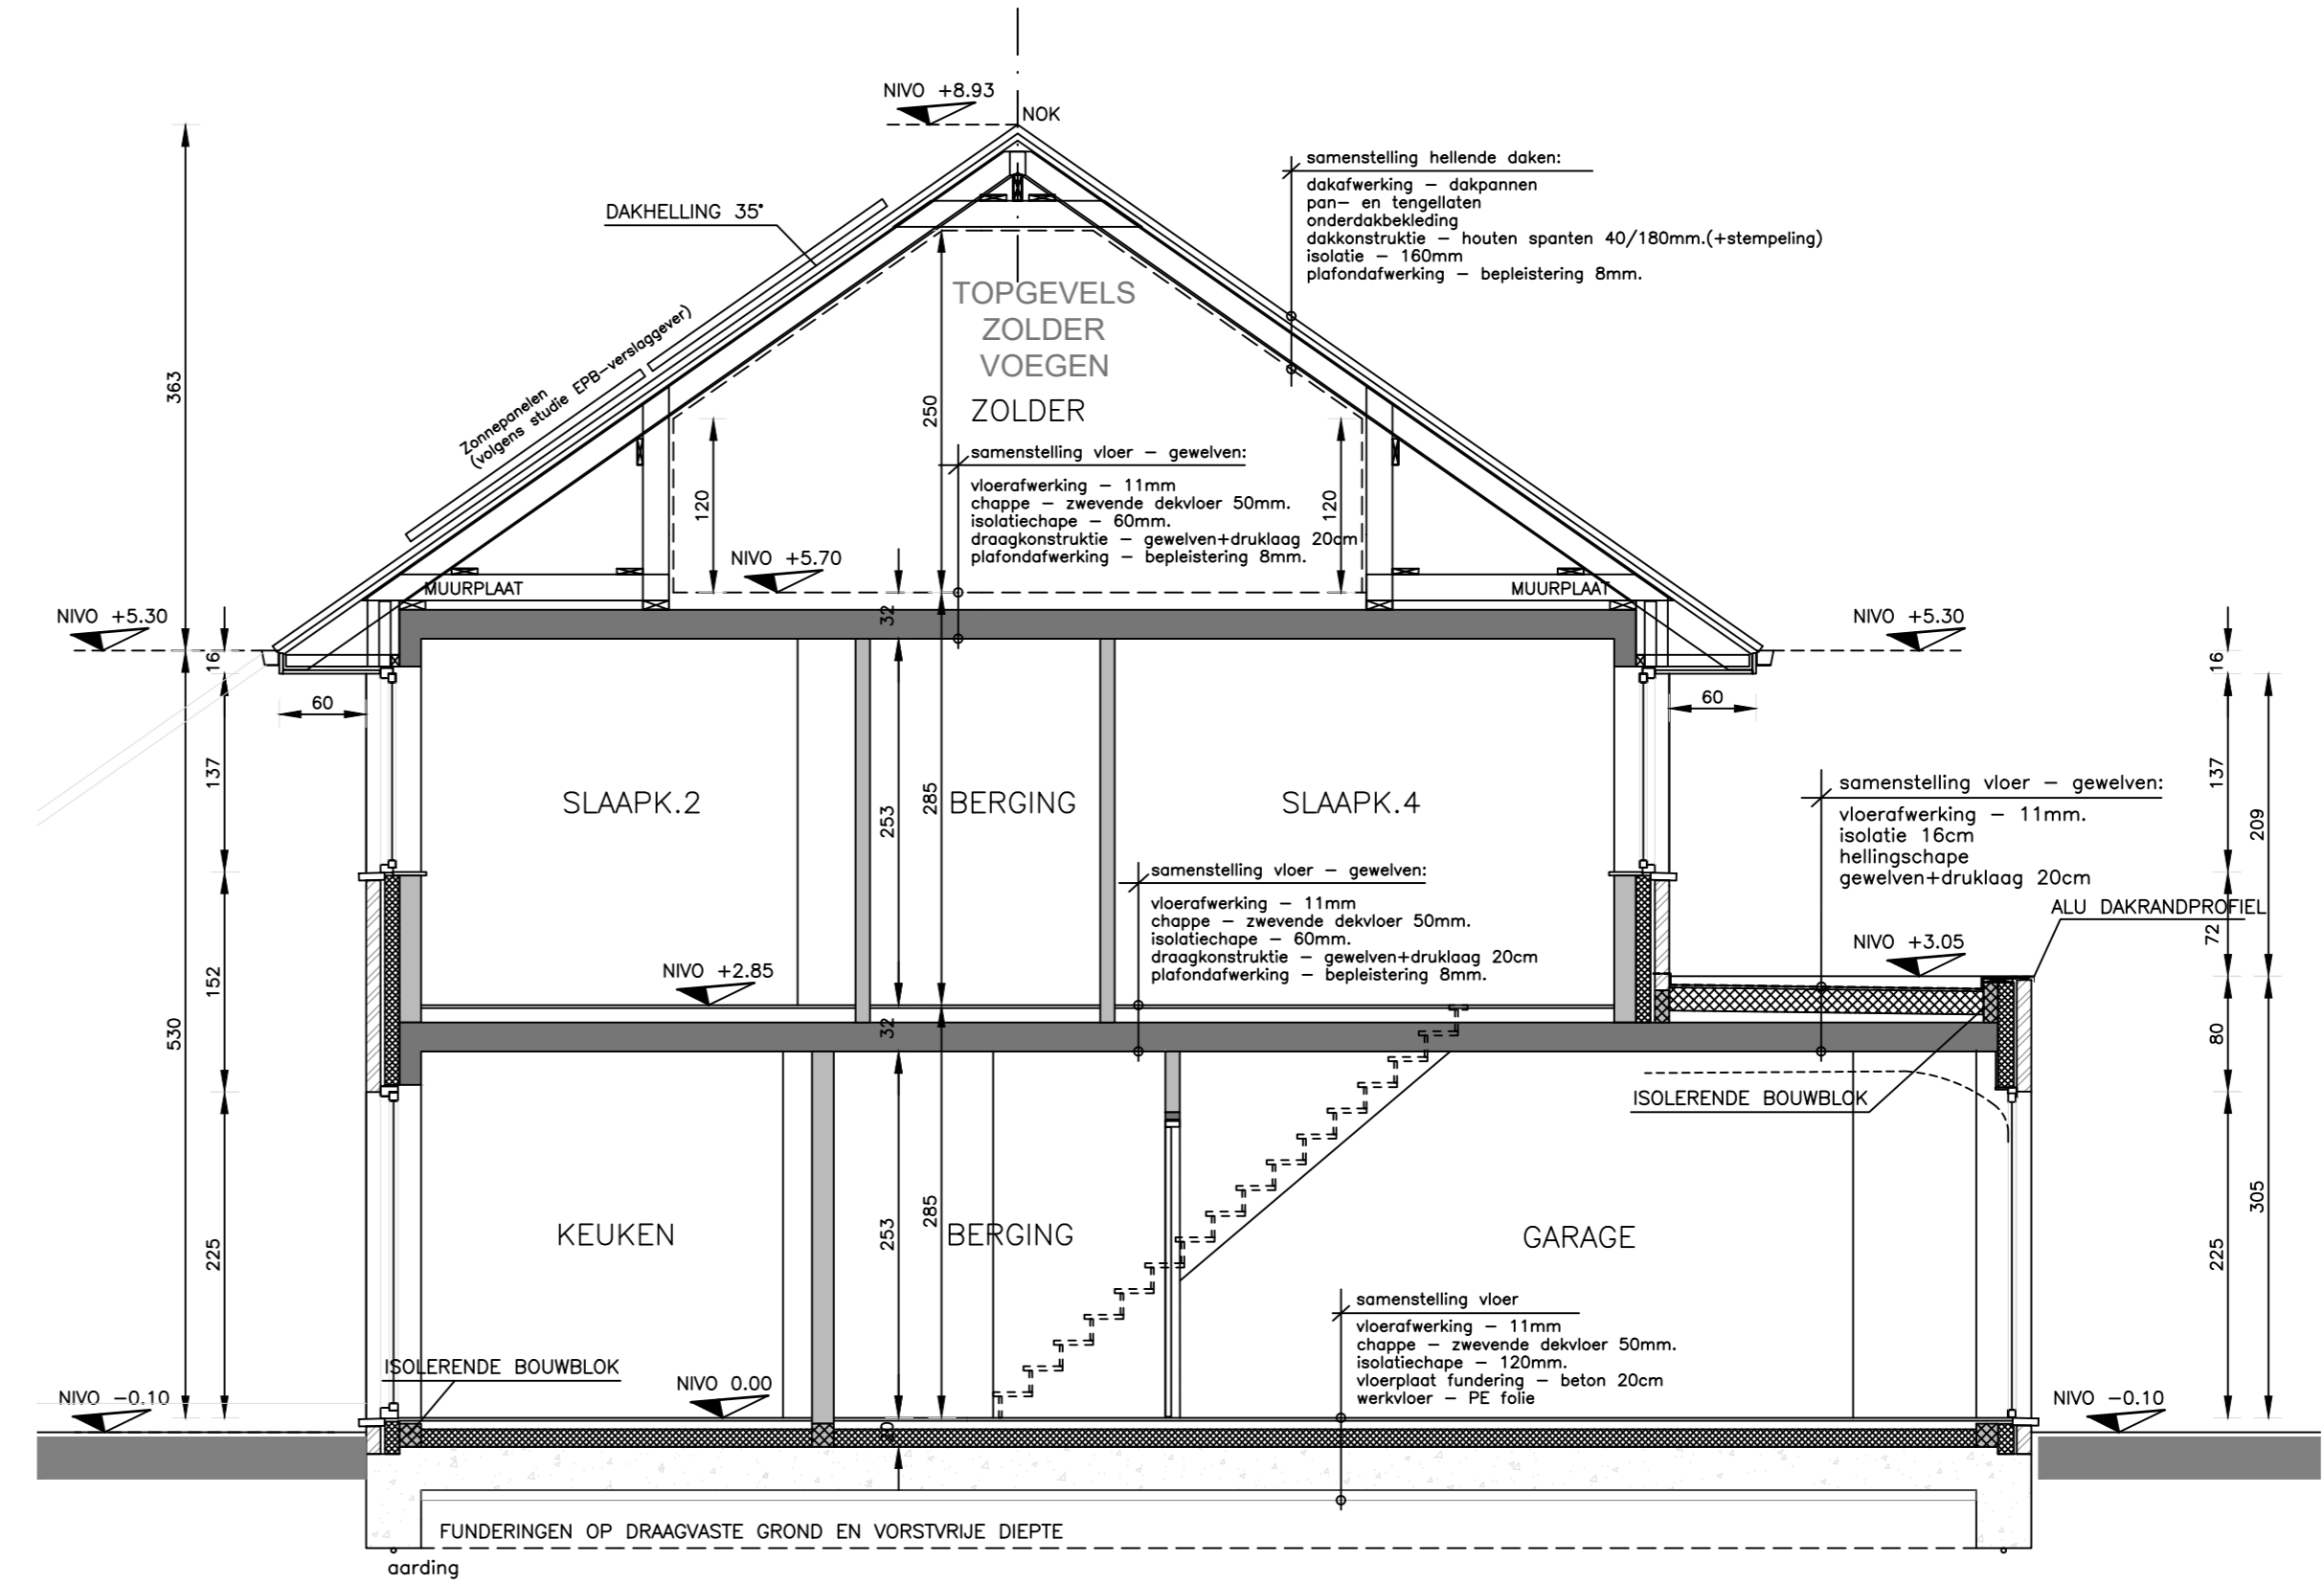 NIVO +8.93
NOK
samenstelling hellende daken:
dakafwerking – dakpannen
pan– en tengellaten
onderdakbekleding
dakkonstruktie – houten spanten 40/180mm.(+stempeling)
isolatie – 160mm
plafondafwerking – bepleistering 8mm.
DAKHELLING 35°
Zonnepanelen
(volgens studie EPB–verslaggever)
TOPGEVELS
ZOLDER
VOEGEN
ZOLDER
363
250
120
120
samenstelling vloer – gewelven:
vloerafwerking – 11mm
chappe – zwevende dekvloer 50mm.
isolatiechape – 60mm.
draagkonstruktie – gewelven+druklaag 20cm
plafondafwerking – bepleistering 8mm.
NIVO +5.70
MUURPLAAT
MUURPLAAT
NIVO +5.30
NIVO +5.30
32
16
16
60
60
137
137
209
SLAAPK.2
253
285
BERGING
SLAAPK.4
samenstelling vloer – gewelven:
vloerafwerking – 11mm.
isolatie 16cm
hellingschape
gewelven+druklaag 20cm
ALU DAKRANDPROFIEL
samenstelling vloer – gewelven:
vloerafwerking – 11mm
chappe – zwevende dekvloer 50mm.
isolatiechape – 60mm.
draagkonstruktie – gewelven+druklaag 20cm
plafondafwerking – bepleistering 8mm.
72
NIVO +3.05
NIVO +2.85
152
530
32
80
ISOLERENDE BOUWBLOK
KEUKEN
253
285
BERGING
GARAGE
225
225
305
samenstelling vloer
vloerafwerking – 11mm
chappe – zwevende dekvloer 50mm.
isolatiechape – 120mm.
vloerplaat fundering – beton 20cm
werkvloer – PE folie
ISOLERENDE BOUWBLOK
NIVO 0.00
NIVO –0.10
NIVO –0.10
FUNDERINGEN OP DRAAGVASTE GROND EN VORSTVRIJE DIEPTE
aarding